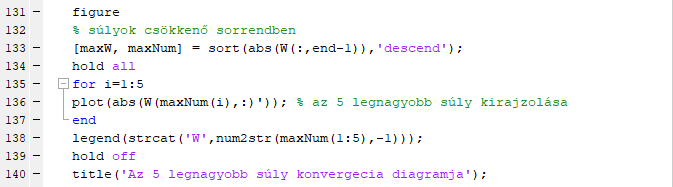 131 – figure
132 – % súlyok csökkenő sorrendben
133 – [maxW, maxNum] = sort(abs(W(:,end-1)),'descend');
134 – hold all
135 – for i=1:5
136 – plot(abs(W(maxNum(i),:)')); % az 5 legnagyobb súly kirajzolása
137 – end
138 – legend(strcat('W',num2str(maxNum(1:5),-1)));
139 – hold off
140 – title('Az 5 legnagyobb súly konvergecia diagramja');